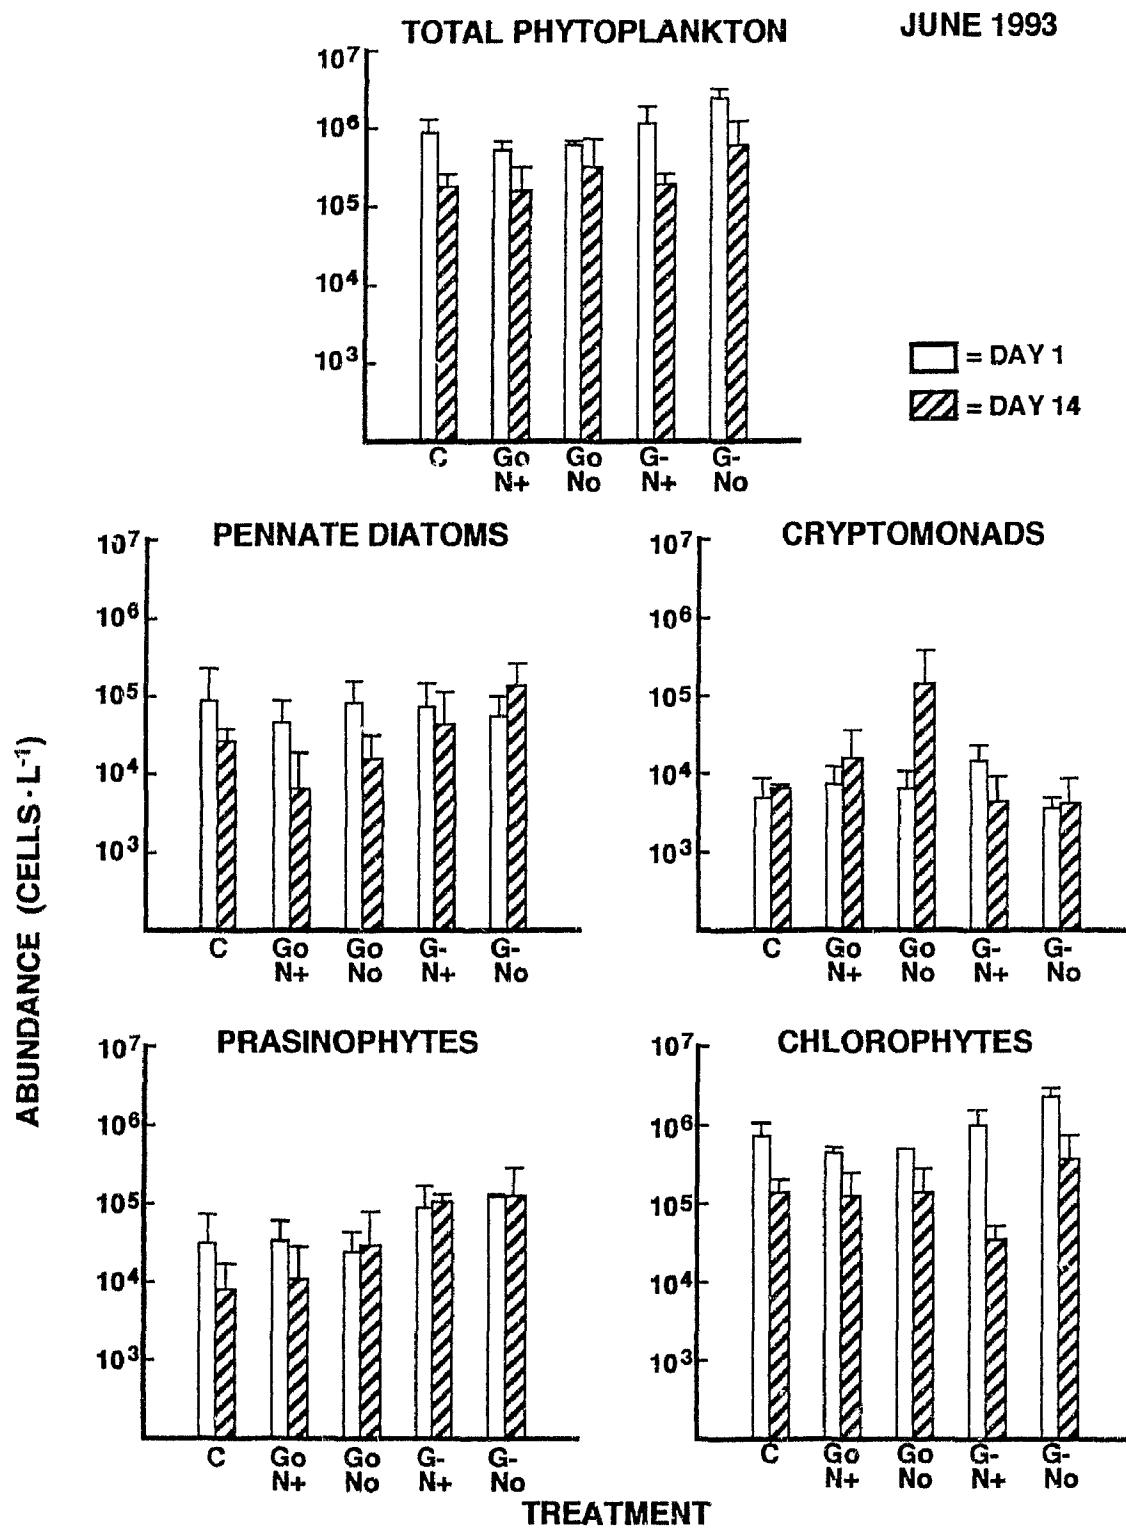 TOTAL PHYTOPLANKTON
JUNE 1993
10⁷
10⁶
10⁵
10⁴
10³
= DAY 1
= DAY 14
C Go Go G- G-
N+ No N+ No
PENNATE DIATOMS
10⁷
10⁶
10⁵
10⁴
10³
C Go Go G- G-
N+ No N+ No
CRYPTOMONADS
10⁷
10⁶
10⁵
10⁴
10³
C Go Go G- G-
N+ No N+ No
ABUNDANCE (CELLS · L⁻¹)
PRASINOPHYTES
10⁷
10⁶
10⁵
10⁴
10³
C Go Go G- G-
N+ No N+ No
CHLOROPHYTES
10⁷
10⁶
10⁵
10⁴
10³
C Go Go G- G-
N+ No N+ No
TREATMENT